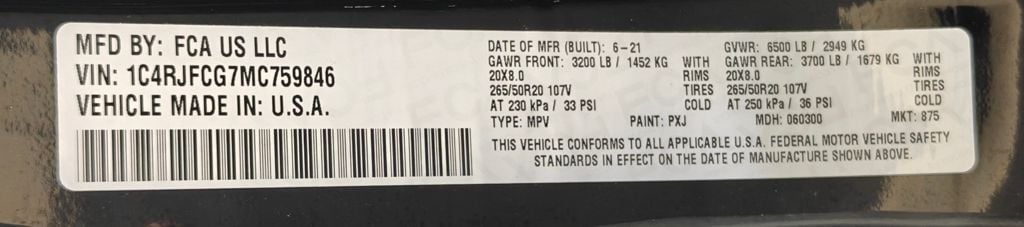 MFD BY: FCA US LLC
VIN: 1C4RJFCG7MC759846
VEHICLE MADE IN: U.S.A.
DATE OF MFR (BUILT): 6-21
GAWR FRONT: 3200 LB / 1452 KG WITH
20X8.0 RIMS
265/50R20 107V TIRES
AT 230 kPa / 33 PSI COLD
GVWR: 6500 LB / 2949 KG
GAWR REAR: 3700 LB / 1679 KG WITH
20X8.0 RIMS
265/50R20 107V TIRES
AT 250 kPa / 36 PSI COLD
TYPE: MPV PAINT: PXJ MDH: 060300 MKT: 875
THIS VEHICLE CONFORMS TO ALL APPLICABLE U.S.A. FEDERAL MOTOR VEHICLE SAFETY
STANDARDS IN EFFECT ON THE DATE OF MANUFACTURE SHOWN ABOVE.